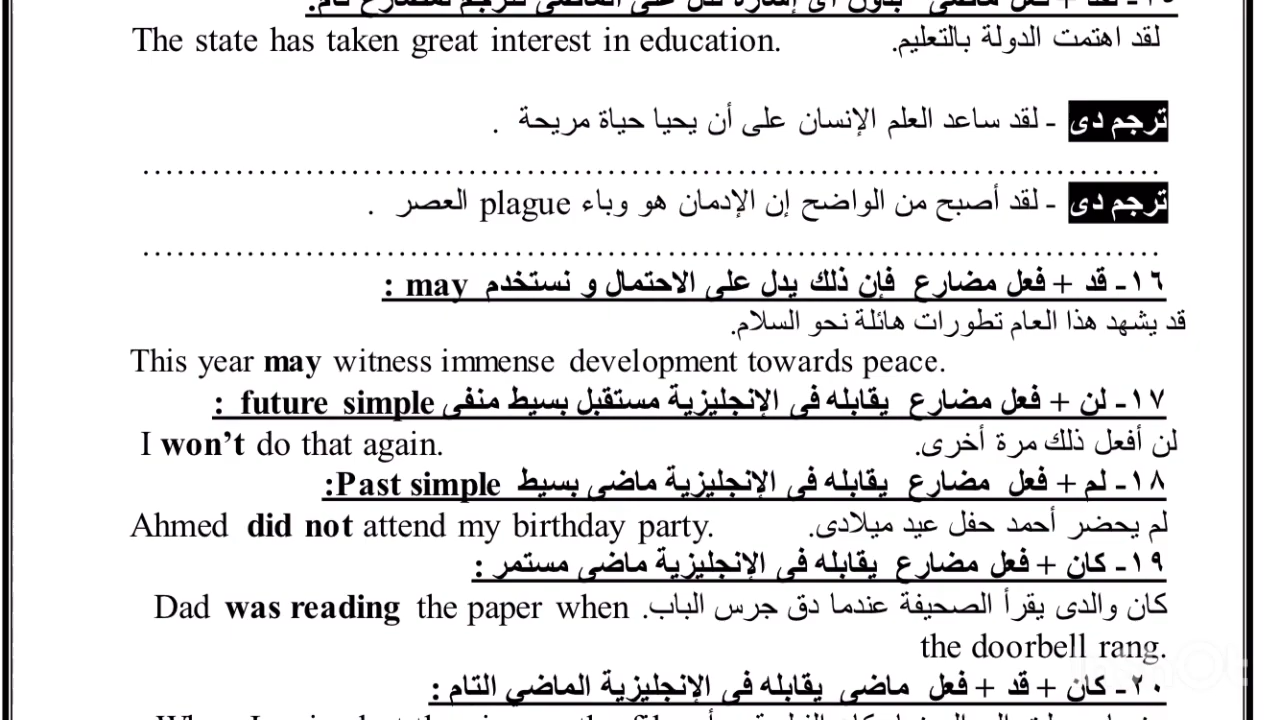 ١٥- لقد + فعل ماضى بدون أى إشارة تدل على الماضى تترجم لمضارع تام:
The state has taken great interest in education. لقد اهتمت الدولة بالتعليم.
ترجم دى - لقد ساعد العلم الإنسان على أن يحيا حياة مريحة .
................................................................................
ترجم دى - لقد أصبح من الواضح إن الإدمان هو وباء plague العصر .
................................................................................
١٦- قد + فعل مضارع فإن ذلك يدل على الاحتمال و نستخدم may :
قد يشهد هذا العام تطورات هائلة نحو السلام.
This year may witness immense development towards peace.
١٧- لن + فعل مضارع يقابله فى الإنجليزية مستقبل بسيط منفى future simple :
I won’t do that again. لن أفعل ذلك مرة أخرى.
١٨- لم + فعل مضارع يقابله فى الإنجليزية ماضى بسيط Past simple:
Ahmed did not attend my birthday party. لم يحضر أحمد حفل عيد ميلادى.
١٩- كان + فعل مضارع يقابله فى الإنجليزية ماضى مستمر :
كان والدى يقرأ الصحيفة عندما دق جرس الباب. Dad was reading the paper when
the doorbell rang.
٢٠- كان + قد + فعل ماضى يقابله فى الإنجليزية الماضي التام :